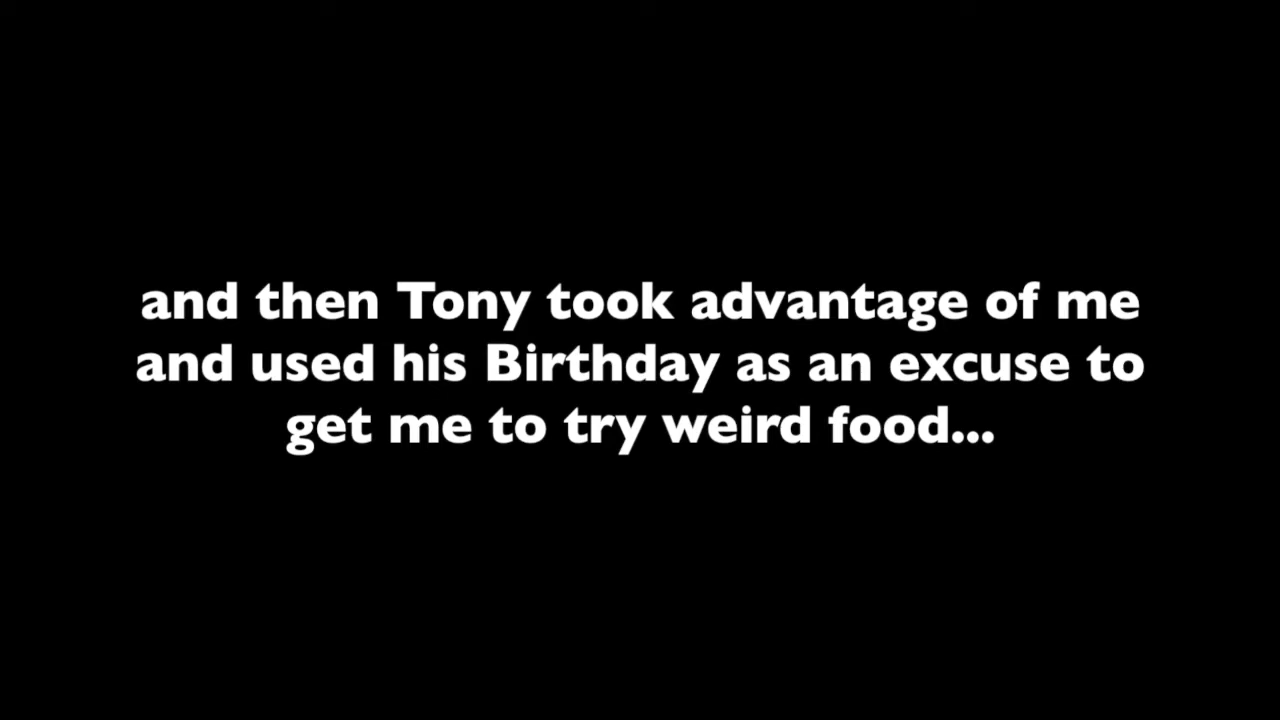 and then Tony took advantage of me
and used his Birthday as an excuse to
get me to try weird food...